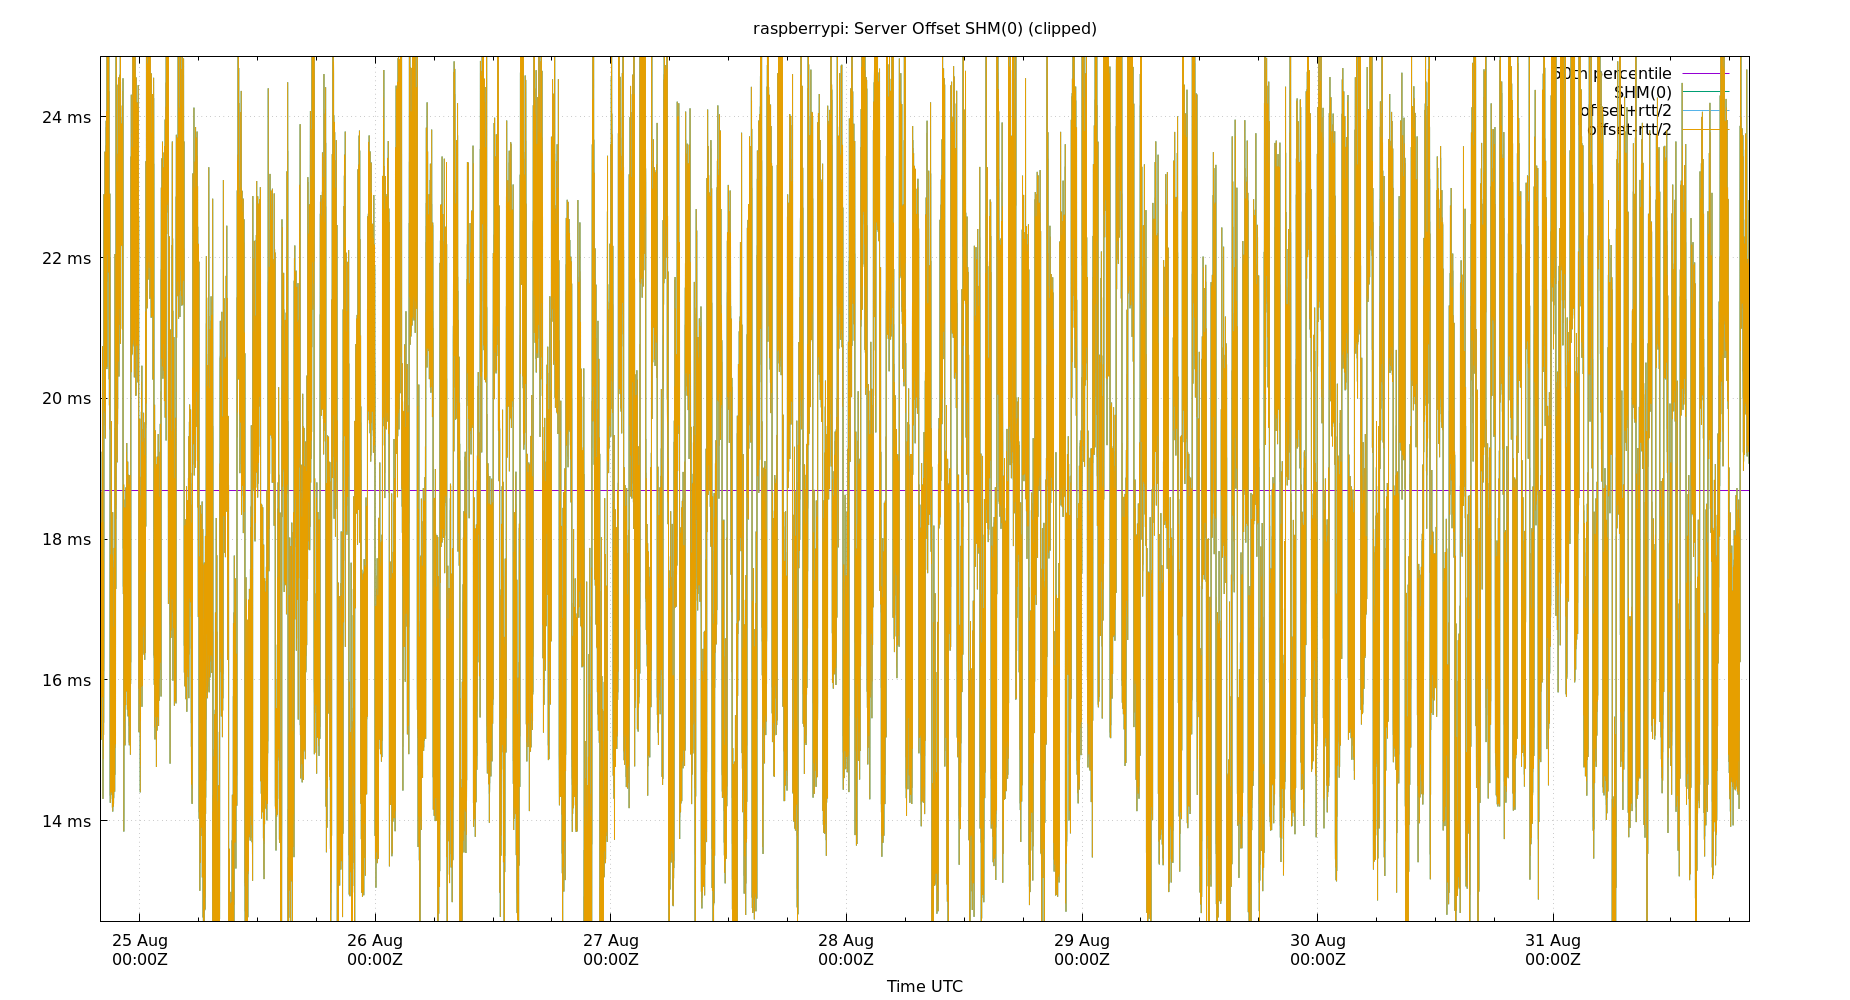 raspberrypi: Server Offset SHM(0) (clipped)
50th percentile
SHM(0)
offset+rtt/2
offset-rtt/2
24 ms
22 ms
20 ms
18 ms
16 ms
14 ms
25 Aug
00:00Z
26 Aug
00:00Z
27 Aug
00:00Z
28 Aug
00:00Z
29 Aug
00:00Z
30 Aug
00:00Z
31 Aug
00:00Z
Time UTC